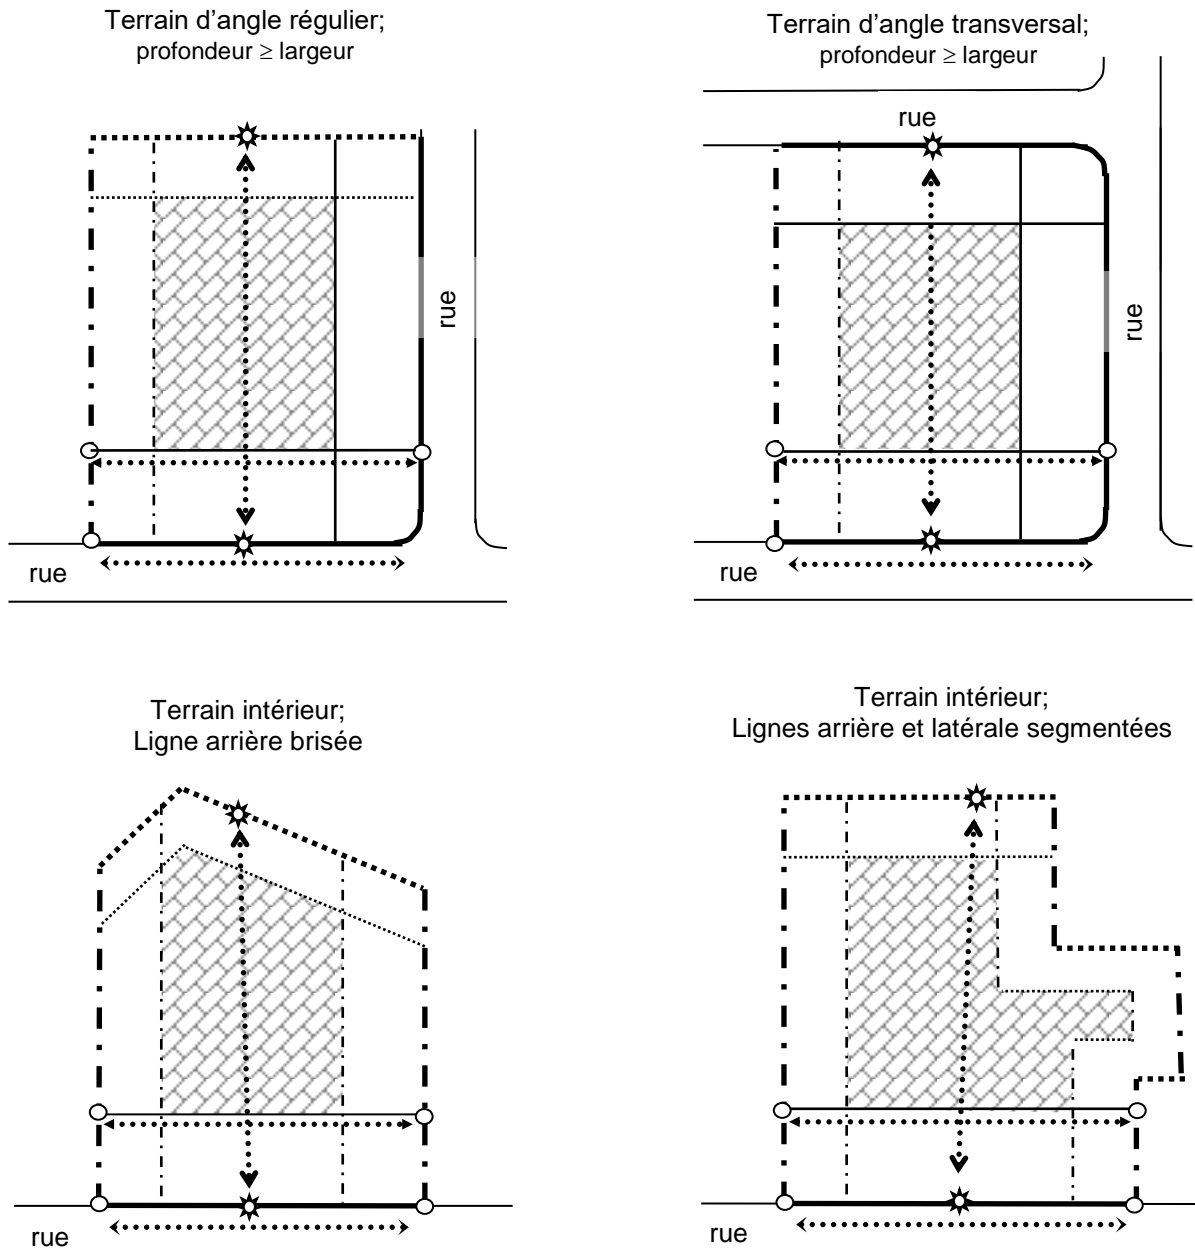 Terrain d’angle régulier;
profondeur ≥ largeur
rue
rue
Terrain d’angle transversal;
profondeur ≥ largeur
rue
rue
rue
Terrain intérieur;
Ligne arrière brisée
rue
Terrain intérieur;
Lignes arrière et latérale segmentées
rue